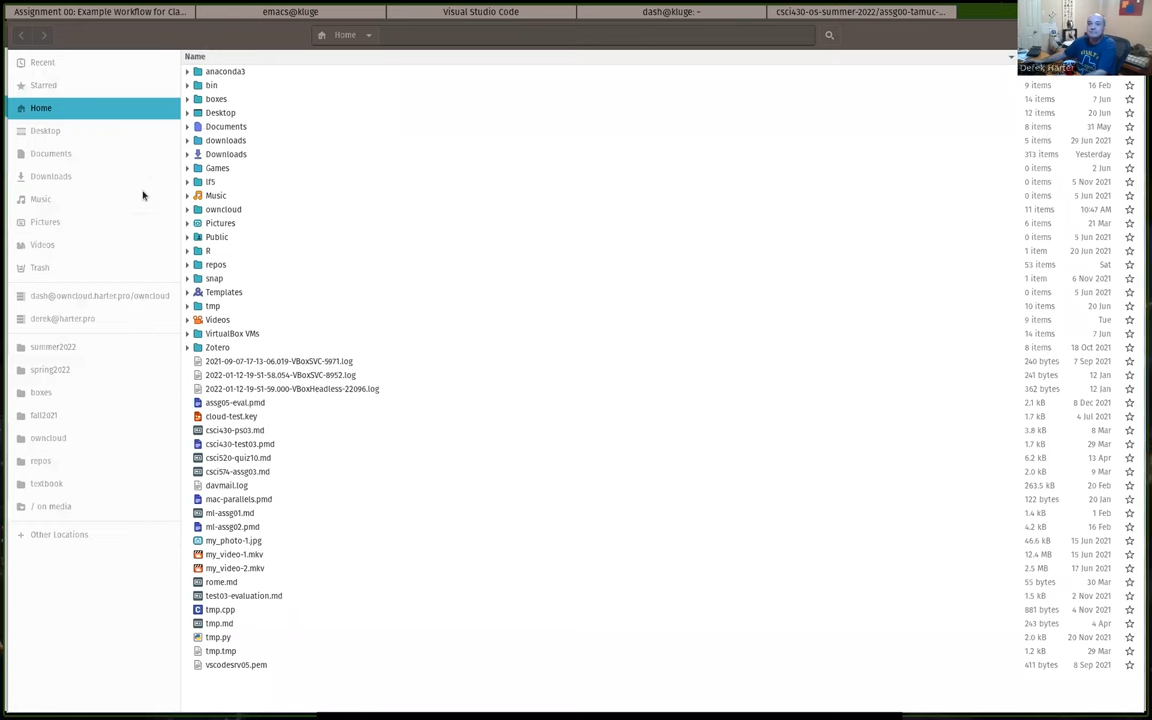 Assignment 00: Example Workflow for Cla...
emacs@kluge
Visual Studio Code
dash@kluge: ~
csci430-os-summer-2022/assg00-tamuc-...
Home
Derek Harter
Recent
Starred
Home
Desktop
Documents
Downloads
Music
Pictures
Videos
Trash
dash@owncloud.harter.pro/owncloud
derek@harter.pro
summer2022
spring2022
boxes
fall2021
owncloud
repos
textbook
/ on media
Other Locations
Name
anaconda3
bin 9 items 16 Feb
boxes 14 items 7 Jun
Desktop 12 items 20 Jun
Documents 8 items 31 May
downloads 5 items 29 Jun 2021
Downloads 313 items Yesterday
Games 0 items 2 Jun
lf5 0 items 5 Nov 2021
Music 0 items 5 Jun 2021
owncloud 11 items 10:47 AM
Pictures 6 items 21 Mar
Public 0 items 5 Jun 2021
R 1 item 20 Jun 2021
repos 53 items Sat
snap 1 item 6 Nov 2021
Templates 0 items 5 Jun 2021
tmp 10 items 20 Jun
Videos 9 items Tue
VirtualBox VMs 14 items 7 Jun
Zotero 8 items 18 Oct 2021
2021-09-07-17-13-06.019-VBoxSVC-5971.log 240 bytes 7 Sep 2021
2022-01-12-19-51-58.054-VBoxSVC-8952.log 241 bytes 12 Jan
2022-01-12-19-51-59.000-VBoxHeadless-22096.log 362 bytes 12 Jan
assg05-eval.pmd 2.1 kB 8 Dec 2021
cloud-test.key 1.7 kB 4 Jul 2021
csci430-ps03.md 3.8 kB 8 Mar
csci430-test03.pmd 1.7 kB 29 Mar
csci520-quiz10.md 6.2 kB 13 Apr
csci574-assg03.md 2.0 kB 9 Mar
davmail.log 263.5 kB 20 Feb
mac-parallels.pmd 122 bytes 20 Jan
ml-assg01.md 1.4 kB 1 Feb
ml-assg02.pmd 4.2 kB 16 Feb
my_photo-1.jpg 46.6 kB 15 Jun 2021
my_video-1.mkv 12.4 MB 15 Jun 2021
my_video-2.mkv 2.5 MB 17 Jun 2021
rome.md 55 bytes 30 Mar
test03-evaluation.md 1.5 kB 2 Nov 2021
tmp.cpp 881 bytes 4 Nov 2021
tmp.md 243 bytes 4 Apr
tmp.py 2.0 kB 20 Nov 2021
tmp.tmp 1.2 kB 29 Mar
vscodesrv05.pem 411 bytes 8 Sep 2021